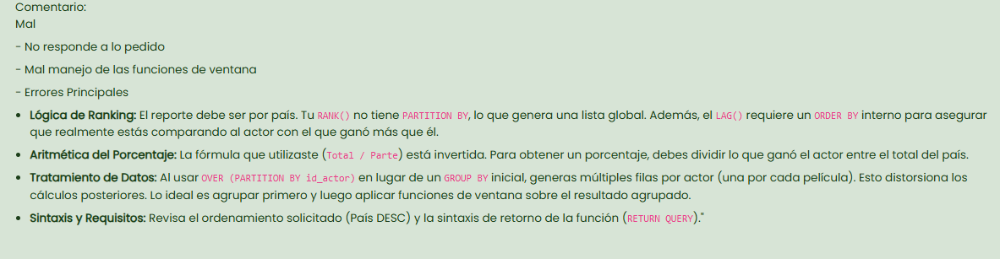 Comentario:
Mal
- No responde a lo pedido
- Mal manejo de las funciones de ventana
- Errores Principales
• Lógica de Ranking: El reporte debe ser por país. Tu RANK() no tiene PARTITION BY, lo que genera una lista global. Además, el LAG() requiere un ORDER BY interno para asegurar
que realmente estás comparando al actor con el que ganó más que él.
• Aritmética del Porcentaje: La fórmula que utilizaste (Total / Parte) está invertida. Para obtener un porcentaje, debes dividir lo que ganó el actor entre el total del país.
• Tratamiento de Datos: Al usar OVER (PARTITION BY id_actor) en lugar de un GROUP BY inicial, generas múltiples filas por actor (una por cada película). Esto distorsiona los
cálculos posteriores. Lo ideal es agrupar primero y luego aplicar funciones de ventana sobre el resultado agrupado.
• Sintaxis y Requisitos: Revisa el ordenamiento solicitado (País DESC) y la sintaxis de retorno de la función (RETURN QUERY)."